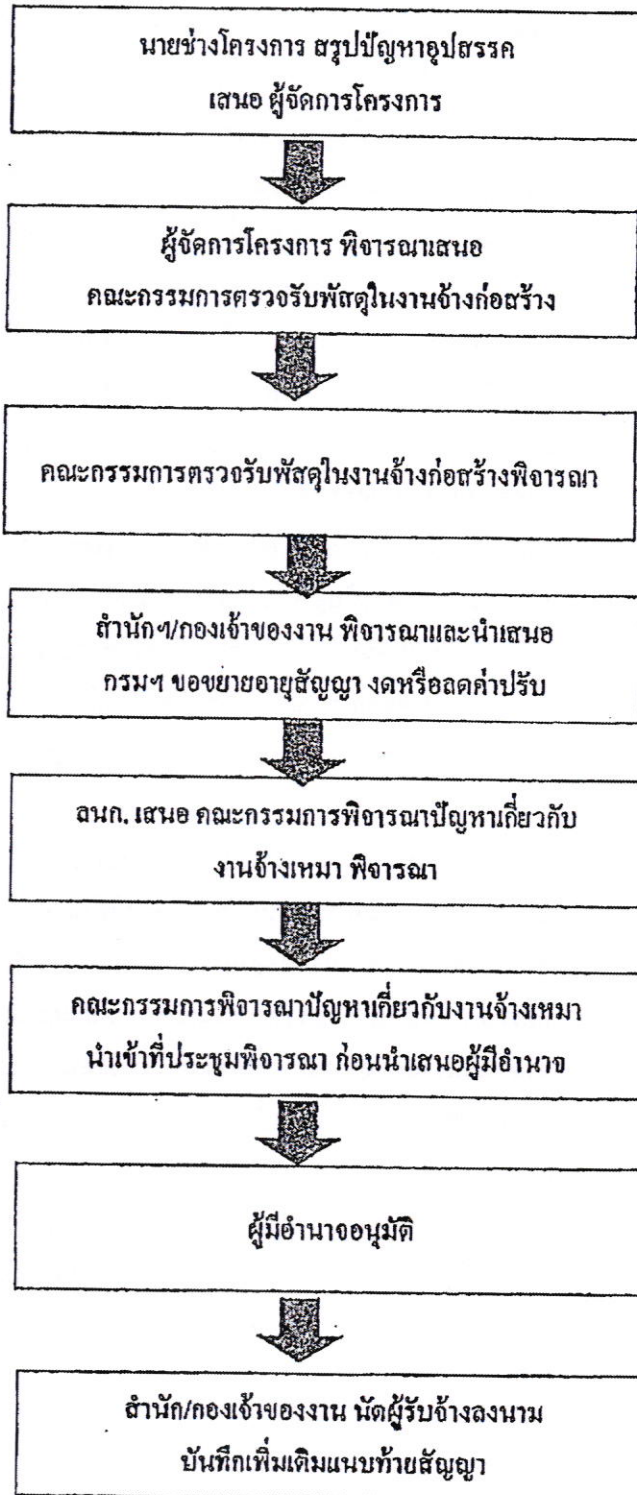 นายช่างโครงการ สรุปปัญหาอุปสรรค
เสนอ ผู้จัดการโครงการ
ผู้จัดการโครงการ พิจารณาเสนอ
คณะกรรมการตรวจรับพัสดุในงานจ้างก่อสร้าง
คณะกรรมการตรวจรับพัสดุในงานจ้างก่อสร้างพิจารณา
สำนักฯ/กองเจ้าของงาน พิจารณาและนำเสนอ
กรมฯ ขอขยายอายุสัญญา งดหรือลดค่าปรับ
ลนก. เสนอ คณะกรรมการพิจารณาปัญหาเกี่ยวกับ
งานจ้างเหมา พิจารณา
คณะกรรมการพิจารณาปัญหาเกี่ยวกับงานจ้างเหมา
นำเข้าที่ประชุมพิจารณา ก่อนนำเสนอผู้มีอำนาจ
ผู้มีอำนาจอนุมัติ
สำนัก/กองเจ้าของงาน นัดผู้รับจ้างลงนาม
บันทึกเพิ่มเติมแนบท้ายสัญญา